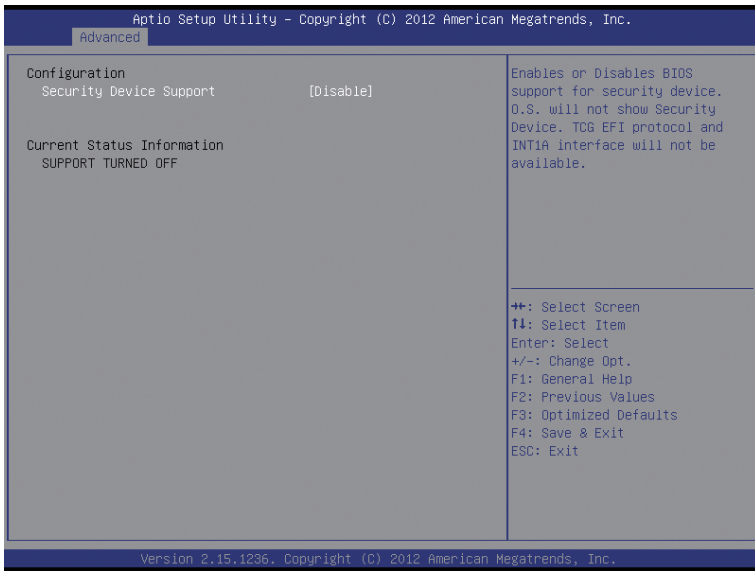 Aptio Setup Utility – Copyright (C) 2012 American Megatrends, Inc.
Advanced
Configuration
Security Device Support [Disable]
Current Status Information
SUPPORT TURNED OFF
Enables or Disables BIOS
support for security device.
O.S. will not show Security
Device. TCG EFI protocol and
INT1A interface will not be
available.
→←: Select Screen
↑↓: Select Item
Enter: Select
+/-: Change Opt.
F1: General Help
F2: Previous Values
F3: Optimized Defaults
F4: Save & Exit
ESC: Exit
Version 2.15.1236. Copyright (C) 2012 American Megatrends, Inc.